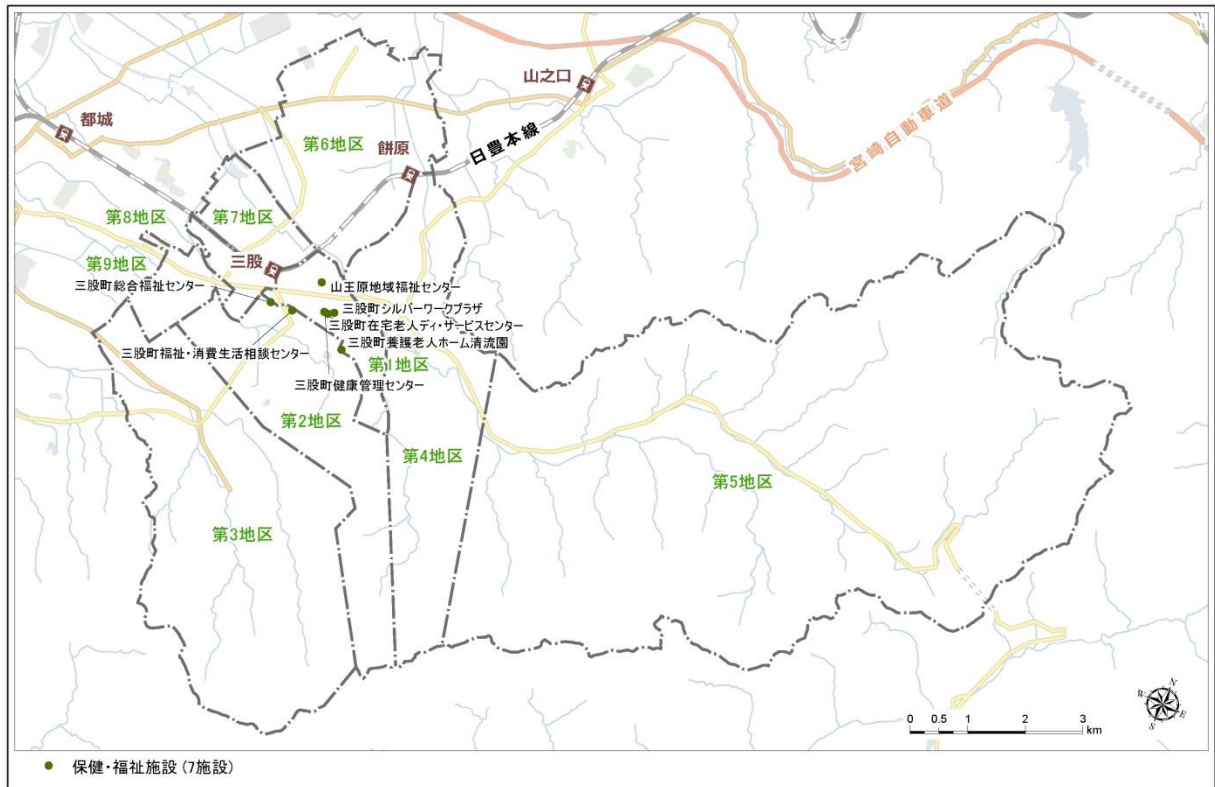 山之口
都城
宮崎自動車道
第6地区
餅原
日豊本線
第8地区
第7地区
三股
第9地区
三股町総合福祉センター
山王原地域福祉センター
三股町シルバーワークプラザ
三股町在宅老人デイ・サービスセンター
三股町養護老人ホーム清流園
三股町福祉・消費生活相談センター
第1地区
三股町健康管理センター
第2地区
第4地区
第5地区
第3地区
N
W
E
S
0 0.5 1 2 3
km
保健・福祉施設(7施設)